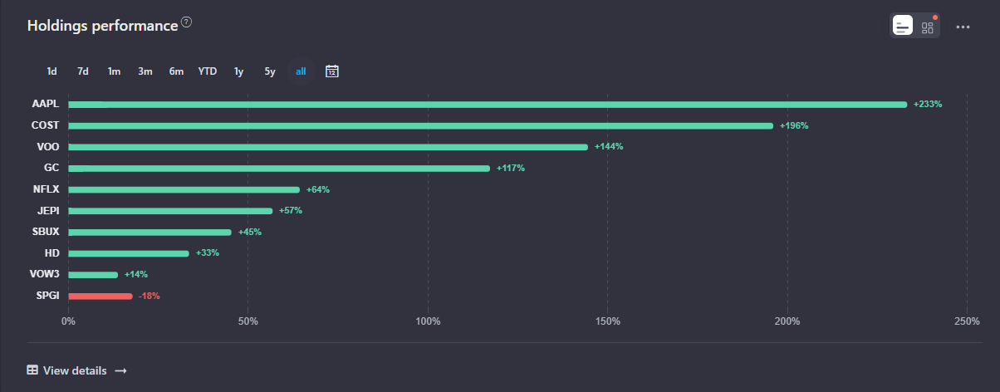 Holdings performance ?
1d 7d 1m 3m 6m YTD 1y 5y all 12
AAPL +233%
COST +196%
VOO +144%
GC +117%
NFLX +64%
JEPI +57%
SBUX +45%
HD +33%
VOW3 +14%
SPGI -18%
0% 50% 100% 150% 200% 250%
View details →